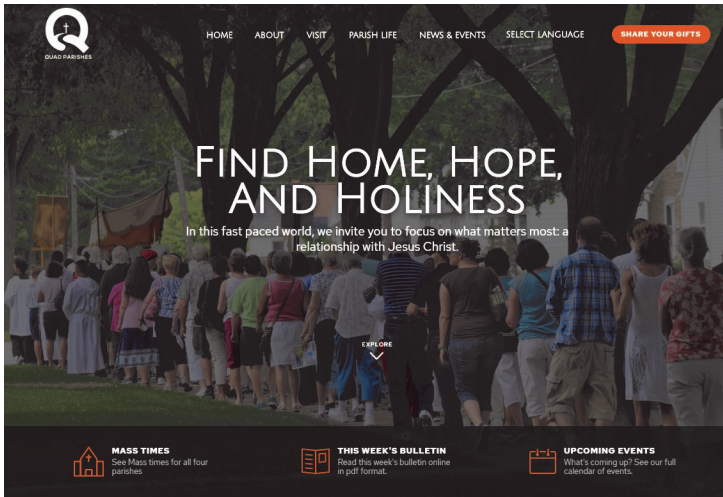 QUAD PARISHES
HOME ABOUT VISIT PARISH LIFE NEWS & EVENTS SELECT LANGUAGE SHARE YOUR GIFTS
FIND HOME, HOPE,
AND HOLINESS
In this fast paced world, we invite you to focus on what matters most: a
relationship with Jesus Christ.
EXPLORE
MASS TIMES
See Mass times for all four
parishes
THIS WEEK'S BULLETIN
Read this week's bulletin online
in pdf format.
UPCOMING EVENTS
What's coming up? See our full
calendar of events.